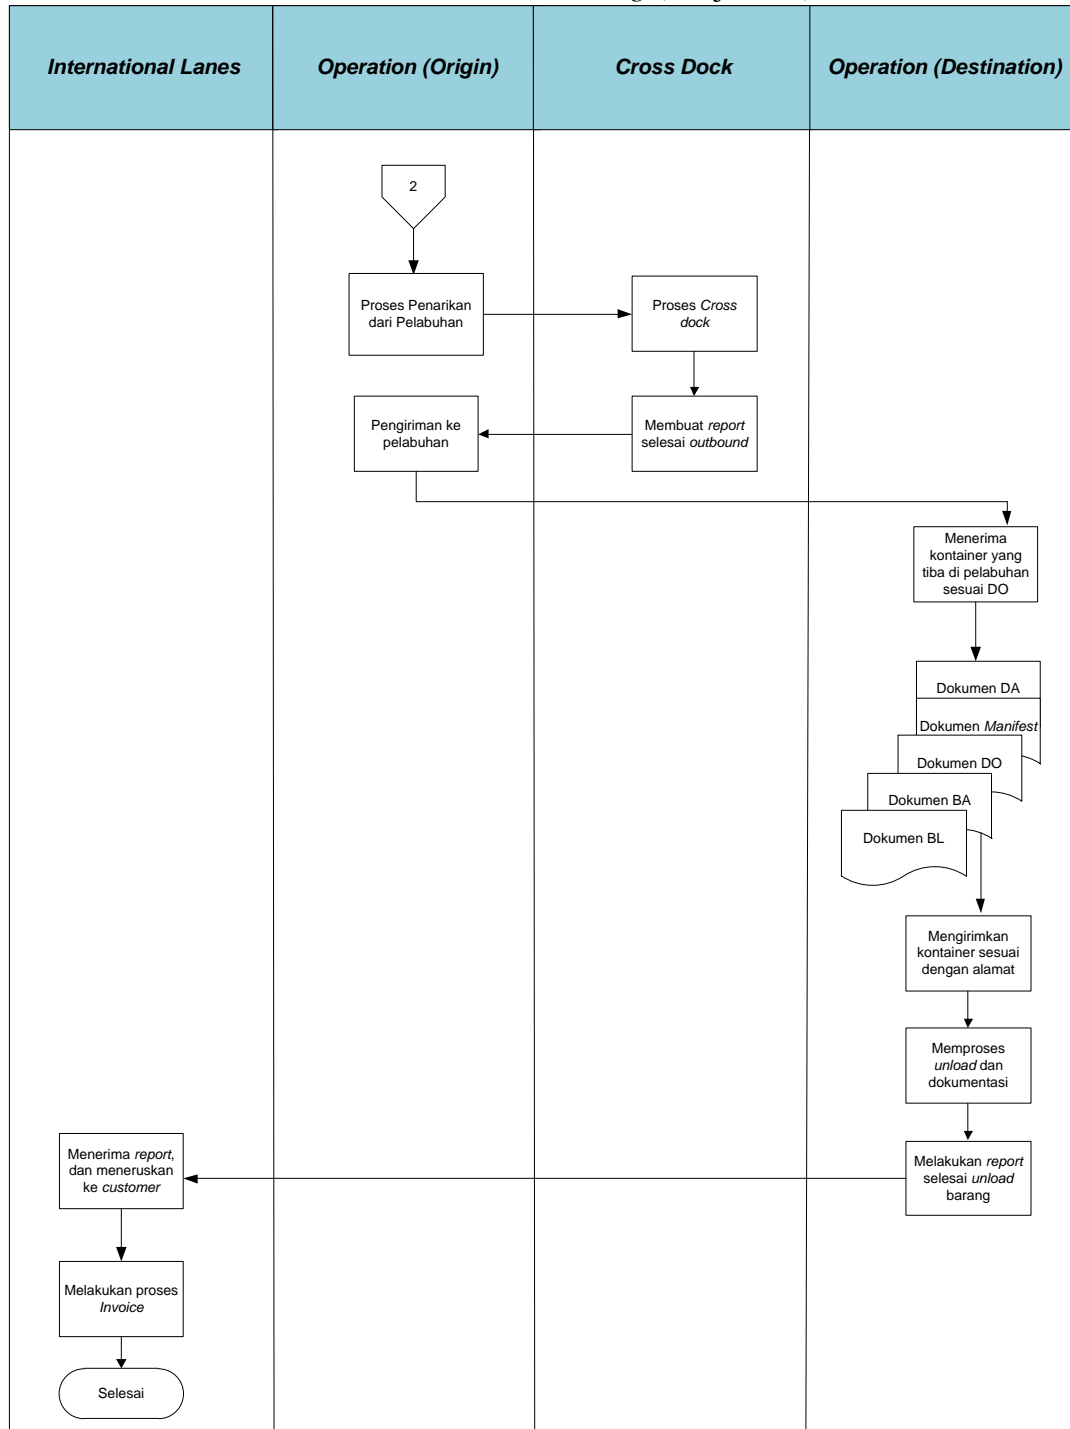 International Lanes
Operation (Origin)
Cross Dock
Operation (Destination)
2
Proses Penarikan
dari Pelabuhan
Proses Cross
dock
Pengiriman ke
pelabuhan
Membuat report
selesai outbound
Menerima
kontainer yang
tiba di pelabuhan
sesuai DO
Dokumen DA
Dokumen Manifest
Dokumen DO
Dokumen BA
Dokumen BL
Mengirimkan
kontainer sesuai
dengan alamat
Memproses
unload dan
dokumentasi
Melakukan report
selesai unload
barang
Menerima report,
dan meneruskan
ke customer
Melakukan proses
Invoice
Selesai